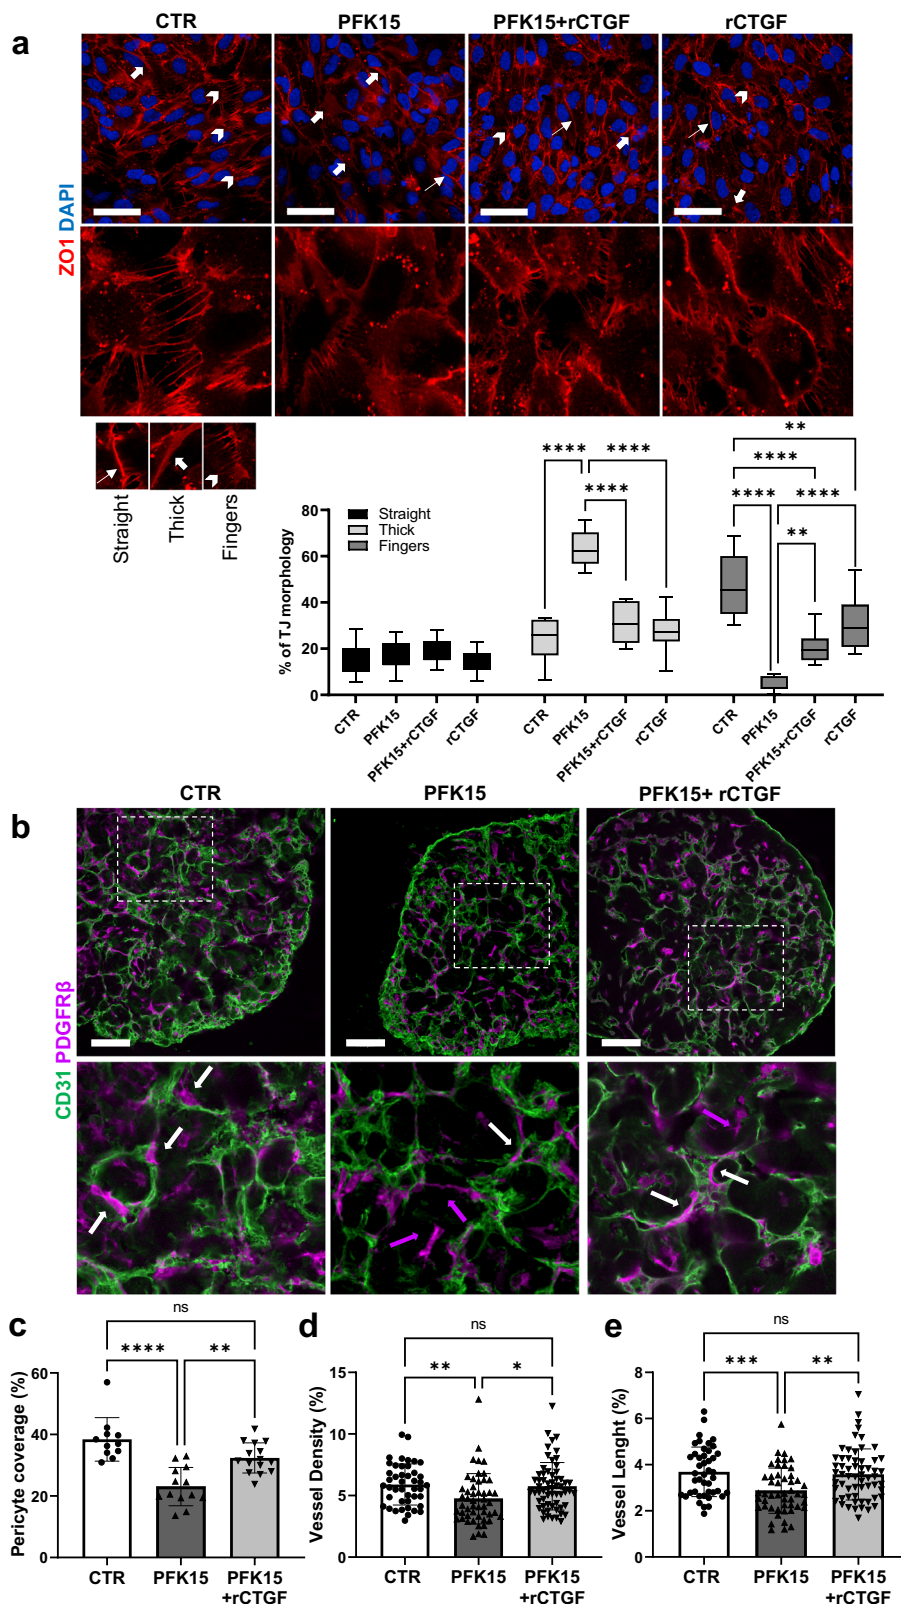 a
CTR PFK15 PFK15+rCTGF rCTGF
ZO1 DAPI
Straight
Thick
Fingers
% of TJ morphology
80
60
40
20
0
Straight
Thick
Fingers
**** **** ****
** **** **** **** **
CTR PFK15 PFK15+rCTGF rCTGF CTR PFK15 PFK15+rCTGF rCTGF CTR PFK15 PFK15+rCTGF rCTGF
b
CTR PFK15 PFK15+ rCTGF
CD31 PDGFRβ
c
Pericyte coverage (%)
60
40
20
0
ns
**** **
CTR PFK15 PFK15
+rCTGF
d
Vessel Density (%)
15
10
5
0
ns
** *
CTR PFK15 PFK15
+rCTGF
e
Vessel Lenght (%)
8
6
4
2
0
ns
*** **
CTR PFK15 PFK15
+rCTGF